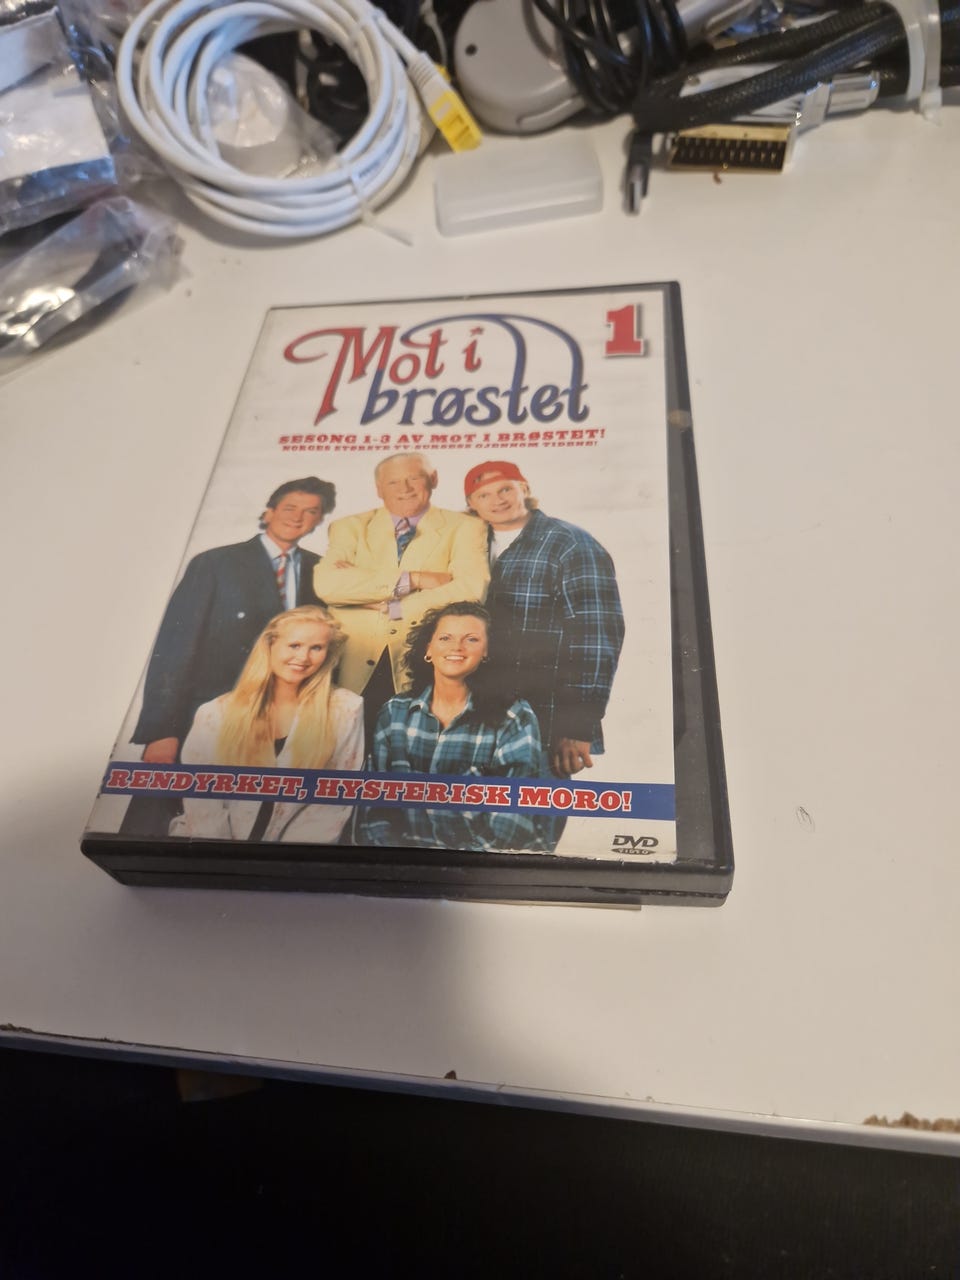 Mot i
brøstet
1
SESONG 1-3 AV MOT I BRØSTET!
NORGES STØRSTE TV-SUKSESS GJENNOM TIDENE!
RENDYRKET, HYSTERISK MORO!
DVD
VIDEO